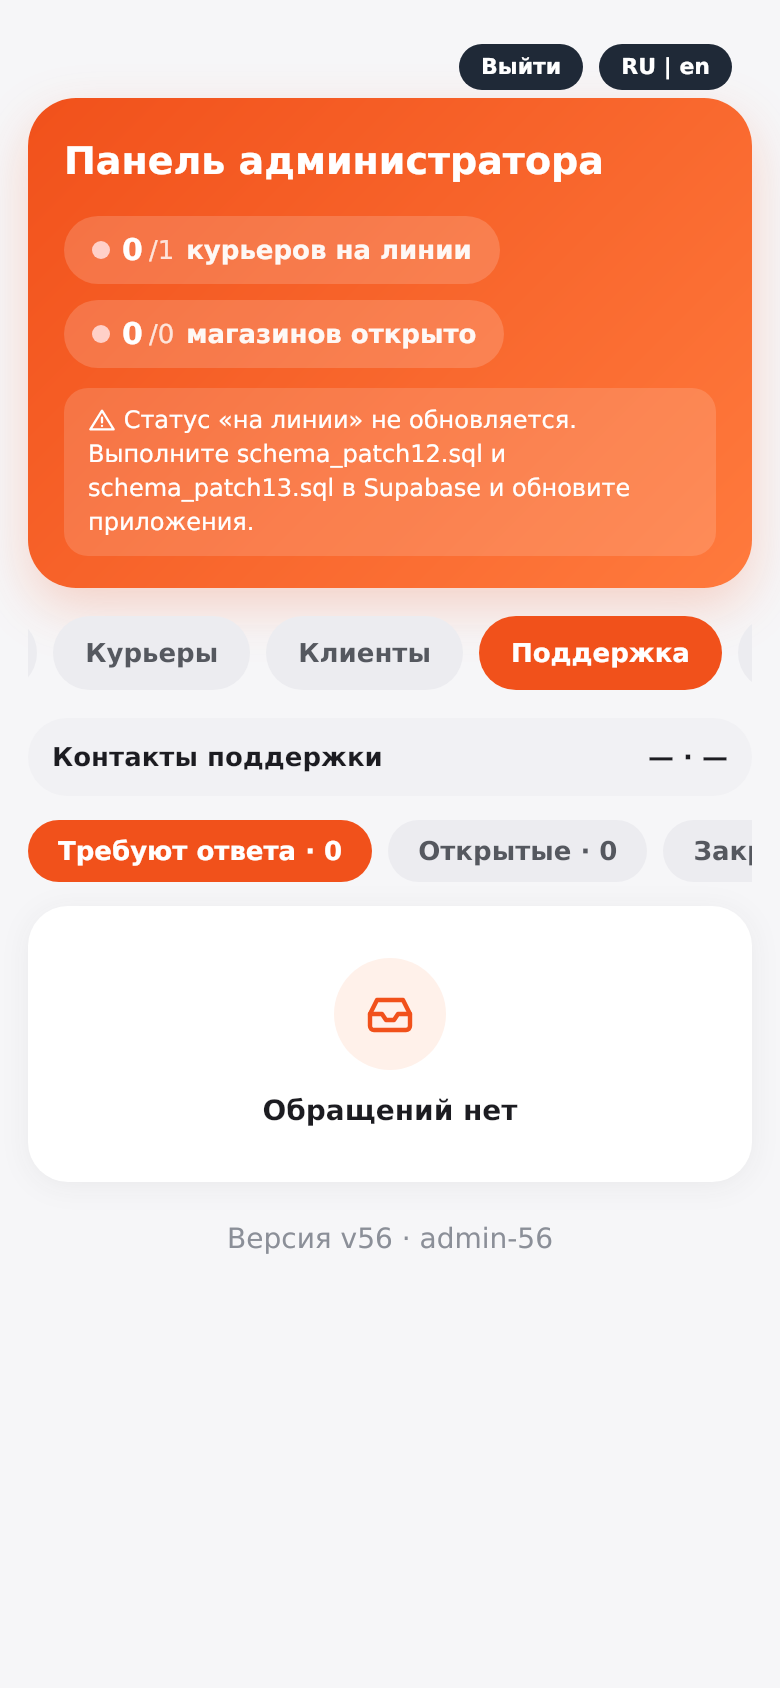 Выйти
RU | en
Панель администратора
0 /1 курьеров на линии
0 /0 магазинов открыто
⚠ Статус «на линии» не обновляется.
Выполните schema_patch12.sql и
schema_patch13.sql в Supabase и обновите
приложения.
Курьеры
Клиенты
Поддержка
Контакты поддержки
— · —
Требуют ответа · 0
Открытые · 0
Обращений нет
Версия v56 · admin-56